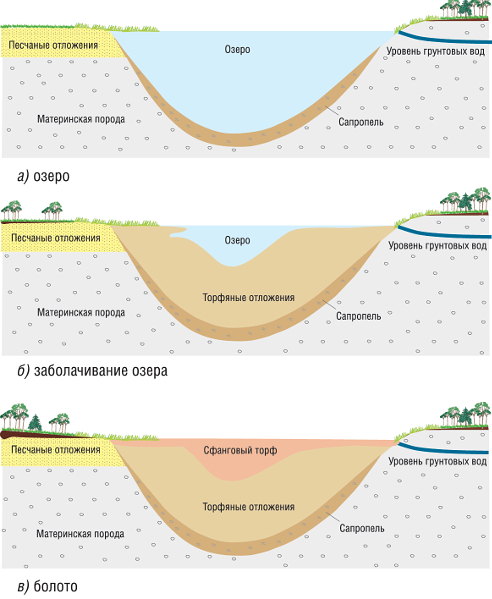 Песчаные отложения
Озеро
Уровень грунтовых вод
Материнская порода
Сапропель
а) озеро
Песчаные отложения
Озеро
Уровень грунтовых вод
Торфяные отложения
Материнская порода
Сапропель
б) заболачивание озера
Песчаные отложения
Сфанговый торф
Уровень грунтовых вод
Торфяные отложения
Материнская порода
Сапропель
в) болото